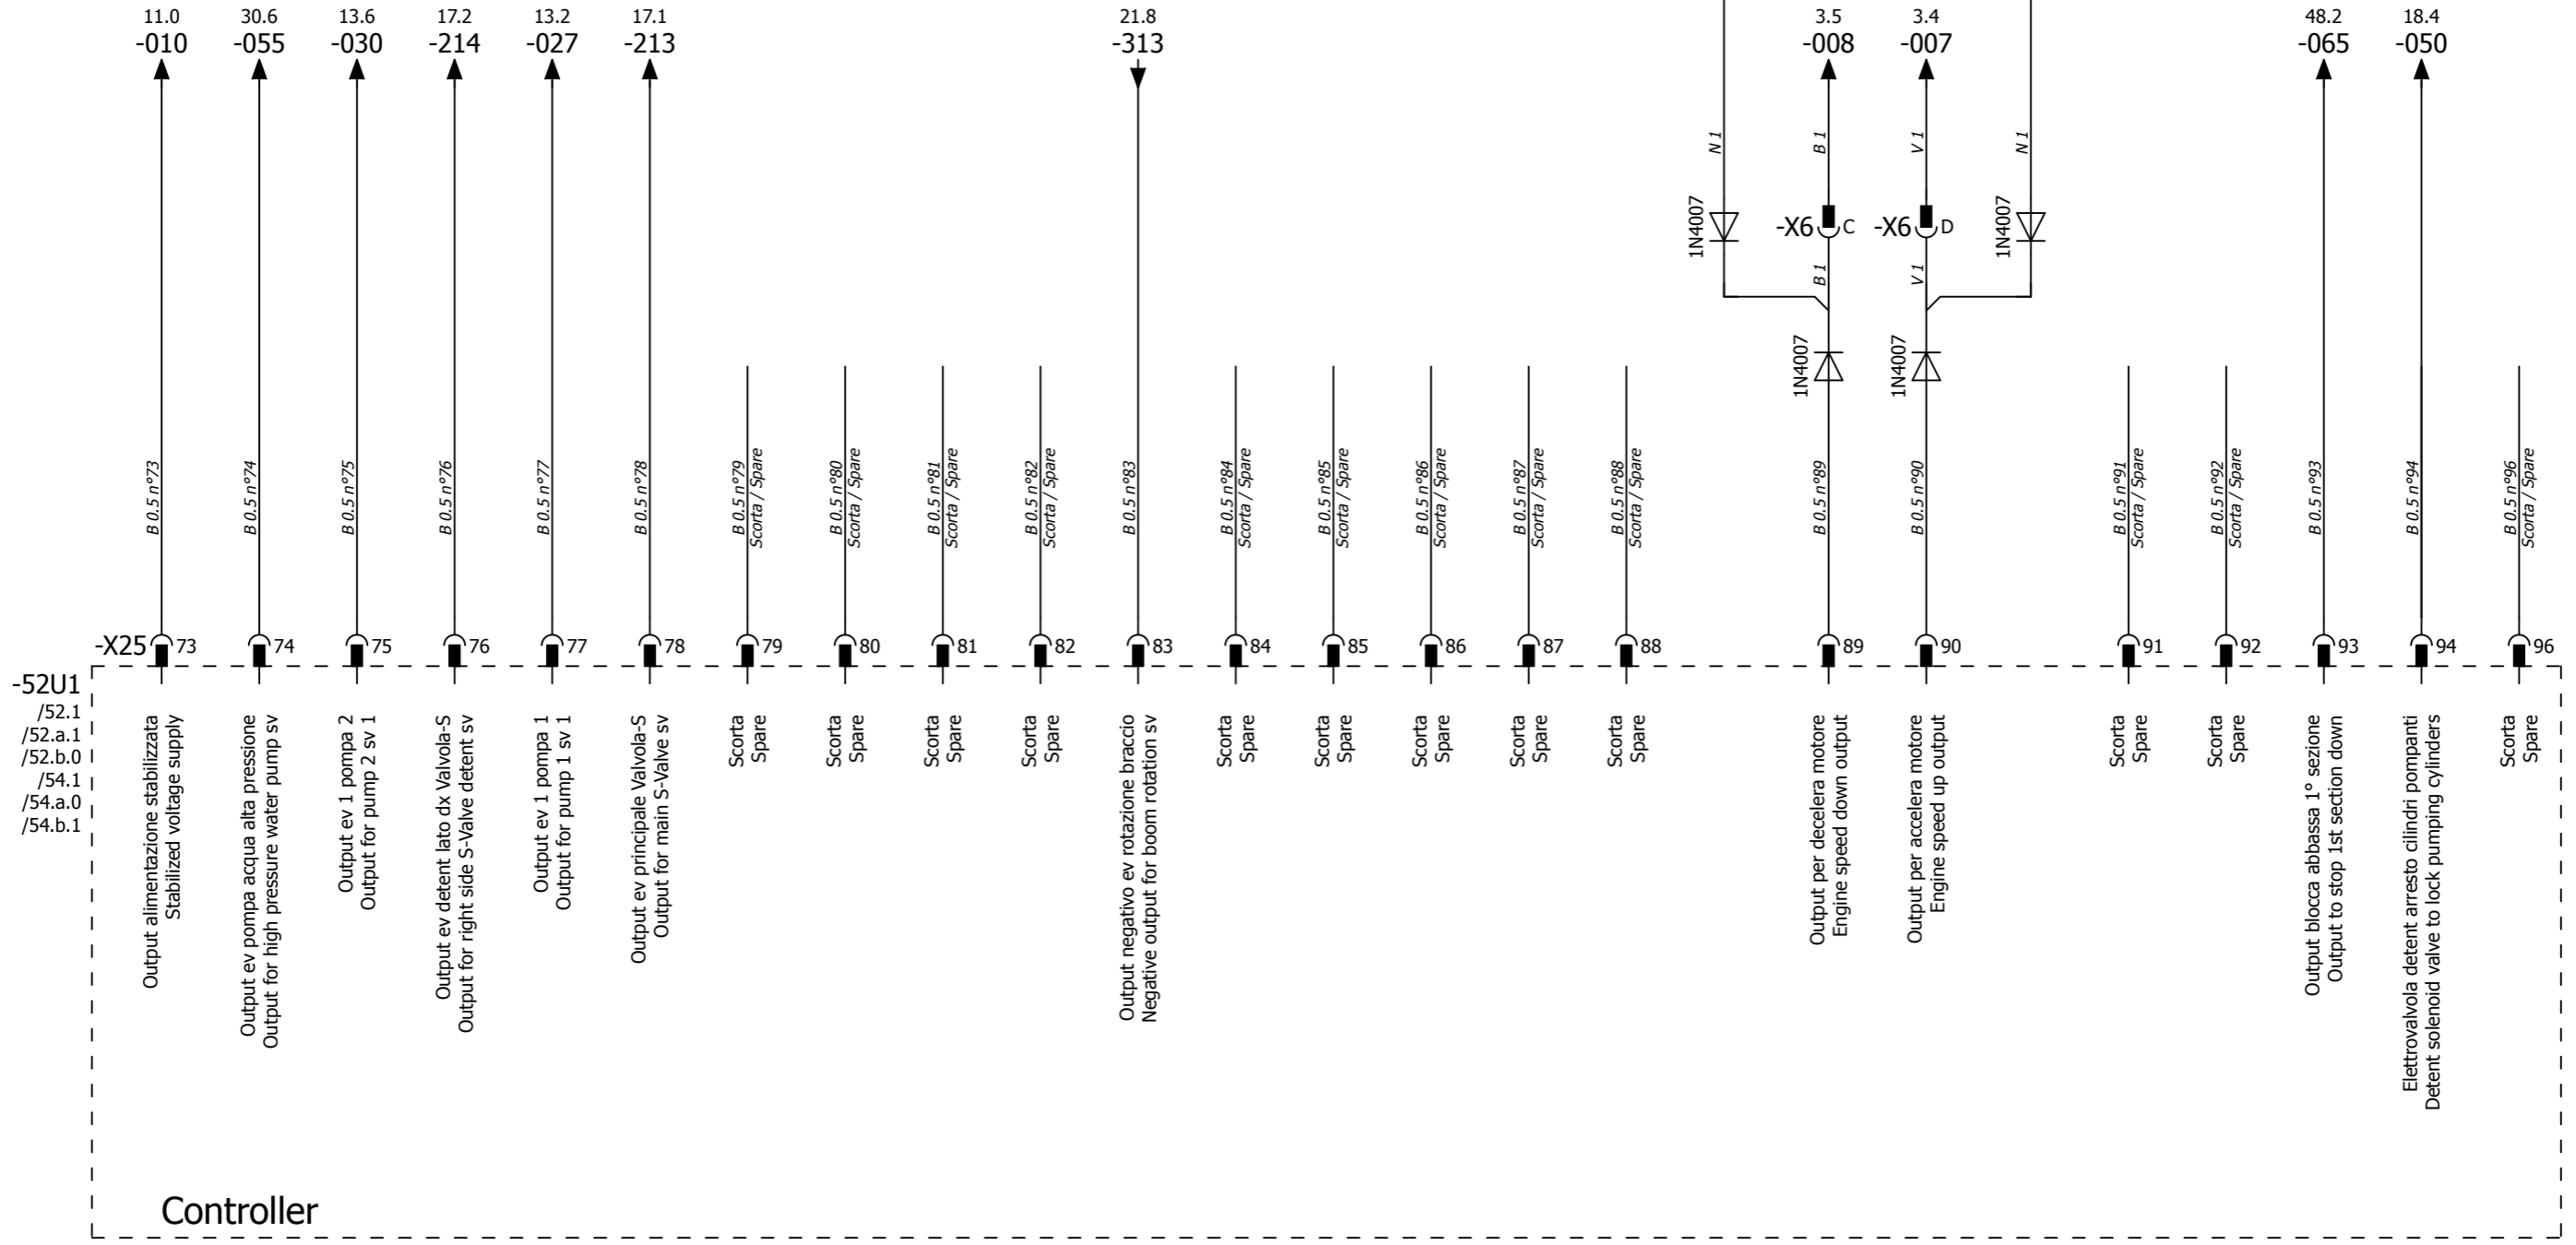 11.0 30.6 13.6 17.2 13.2 17.1 21.8 3.5 3.4 48.2 18.4
-010 -055 -030 -214 -027 -213 -313 -008 -007 -065 -050
N 1 B 1 V 1 N 1
1N4007 -X6 C -X6 D 1N4007
B 1 V 1
1N4007 1N4007
B 0.5 n°73
B 0.5 n°74
B 0.5 n°75
B 0.5 n°76
B 0.5 n°77
B 0.5 n°78
B 0.5 n°79
Scorta / Spare
B 0.5 n°80
Scorta / Spare
B 0.5 n°81
Scorta / Spare
B 0.5 n°82
Scorta / Spare
B 0.5 n°83
B 0.5 n°84
Scorta / Spare
B 0.5 n°85
Scorta / Spare
B 0.5 n°86
Scorta / Spare
B 0.5 n°87
Scorta / Spare
B 0.5 n°88
Scorta / Spare
B 0.5 n°89
B 0.5 n°90
B 0.5 n°91
Scorta / Spare
B 0.5 n°92
Scorta / Spare
B 0.5 n°93
B 0.5 n°94
B 0.5 n°96
Scorta / Spare
-X25 73 74 75 76 77 78 79 80 81 82 83 84 85 86 87 88 89 90 91 92 93 94 96
-52U1
/52.1
/52.a.1
/52.b.0
/54.1
/54.a.0
/54.b.1
Output alimentazione stabilizzata
Stabilized voltage supply
Output ev pompa acqua alta pressione
Output for high pressure water pump sv
Output ev 1 pompa 2
Output for pump 2 sv 1
Output ev detent lato dx Valvola-S
Output for right side S-Valve detent sv
Output ev 1 pompa 1
Output for pump 1 sv 1
Output ev principale Valvola-S
Output for main S-Valve sv
Scorta
Spare
Scorta
Spare
Scorta
Spare
Scorta
Spare
Output negativo ev rotazione braccio
Negative output for boom rotation sv
Scorta
Spare
Scorta
Spare
Scorta
Spare
Scorta
Spare
Scorta
Spare
Output per decelera motore
Engine speed down output
Output per accelera motore
Engine speed up output
Scorta
Spare
Scorta
Spare
Output blocca abbassa 1° sezione
Output to stop 1st section down
Elettrovalvola detent arresto cilindri pompanti
Detent solenoid valve to lock pumping cylinders
Scorta
Spare
Controller